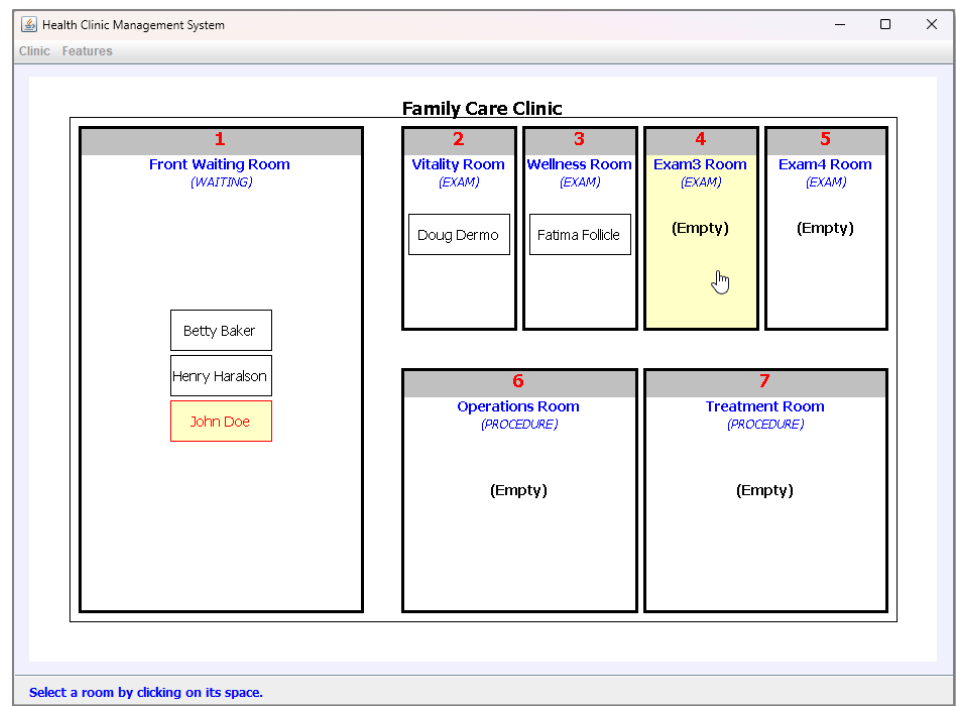 Health Clinic Management System
Clinic Features
Family Care Clinic
1
Front Waiting Room
(WAITING)
Betty Baker
Henry Haralson
John Doe
2
Vitality Room
(EXAM)
Doug Dermo
3
Wellness Room
(EXAM)
Fatima Follicle
4
Exam3 Room
(EXAM)
(Empty)
5
Exam4 Room
(EXAM)
(Empty)
6
Operations Room
(PROCEDURE)
(Empty)
7
Treatment Room
(PROCEDURE)
(Empty)
Select a room by clicking on its space.